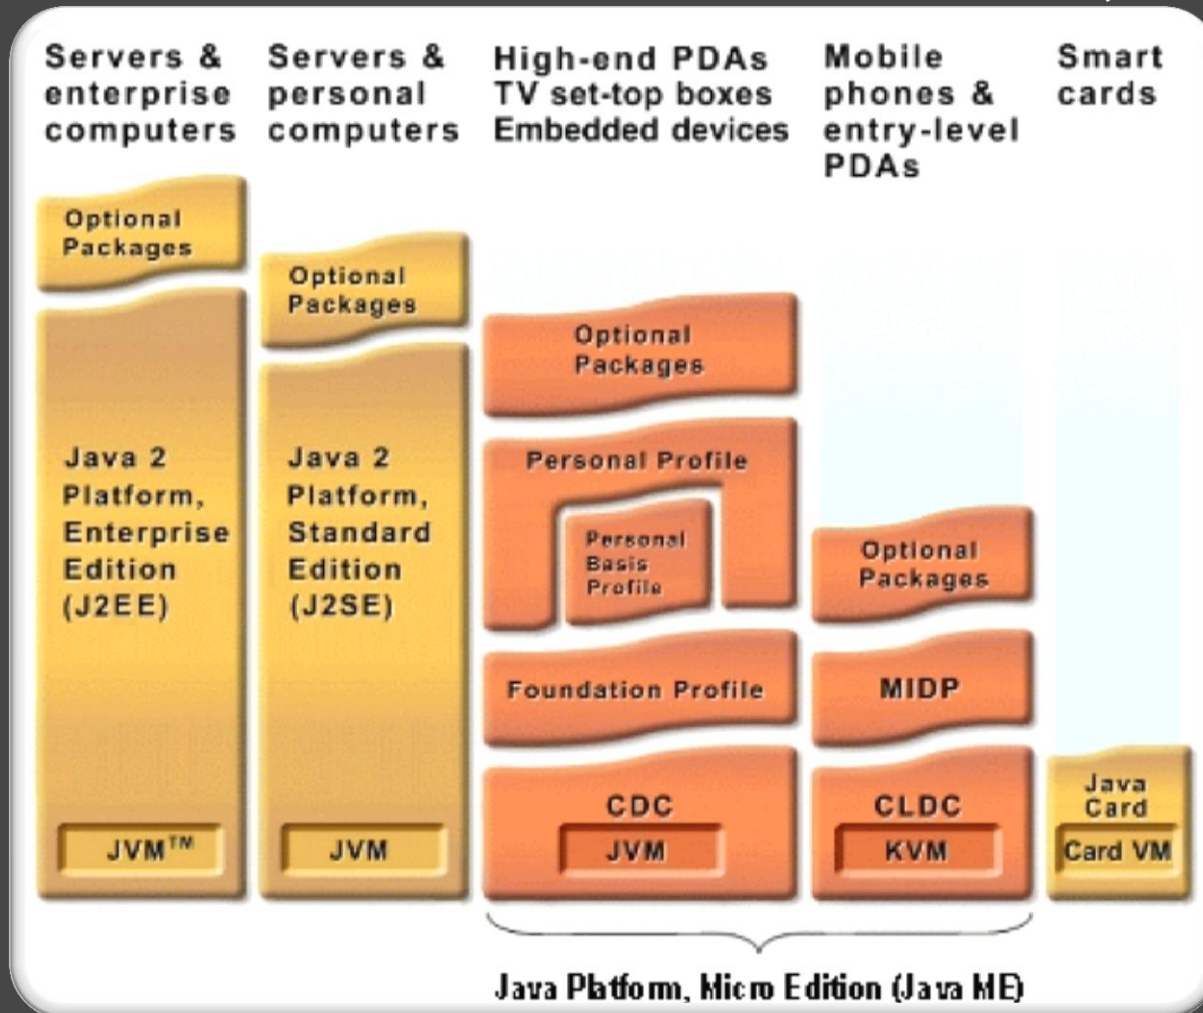 Servers &
enterprise
computers
Servers &
personal
computers
High-end PDAs
TV set-top boxes
Embedded devices
Mobile
phones &
entry-level
PDAs
Smart
cards
Optional
Packages
Java 2
Platform,
Enterprise
Edition
(J2EE)
JVM™
Optional
Packages
Java 2
Platform,
Standard
Edition
(J2SE)
JVM
Optional
Packages
Personal Profile
Personal
Basis
Profile
Foundation Profile
CDC
JVM
Optional
Packages
MIDP
CLDC
KVM
Java
Card
Card VM
Java Platform, Micro Edition (Java ME)